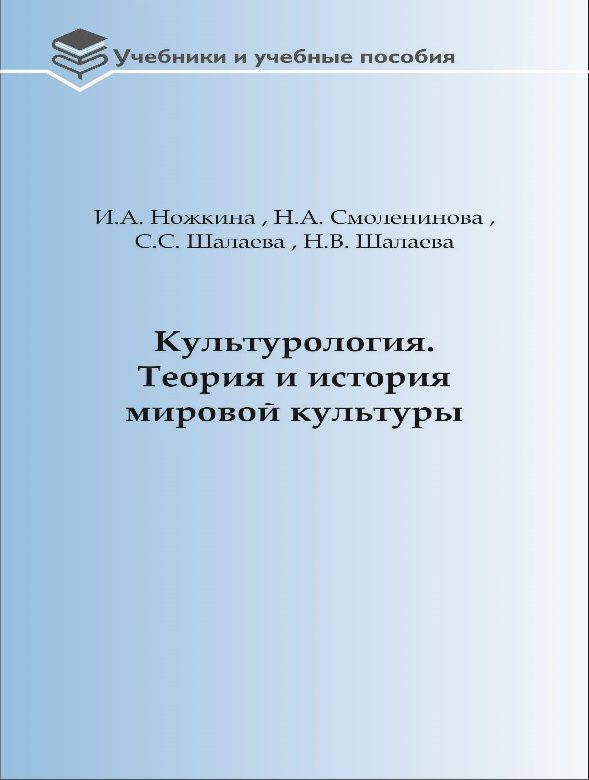 Учебники и учебные пособия
И.А. Ножкина , Н.А. Смоленинова ,
С.С. Шалаева , Н.В. Шалаева
Культурология.
Теория и история
мировой культуры